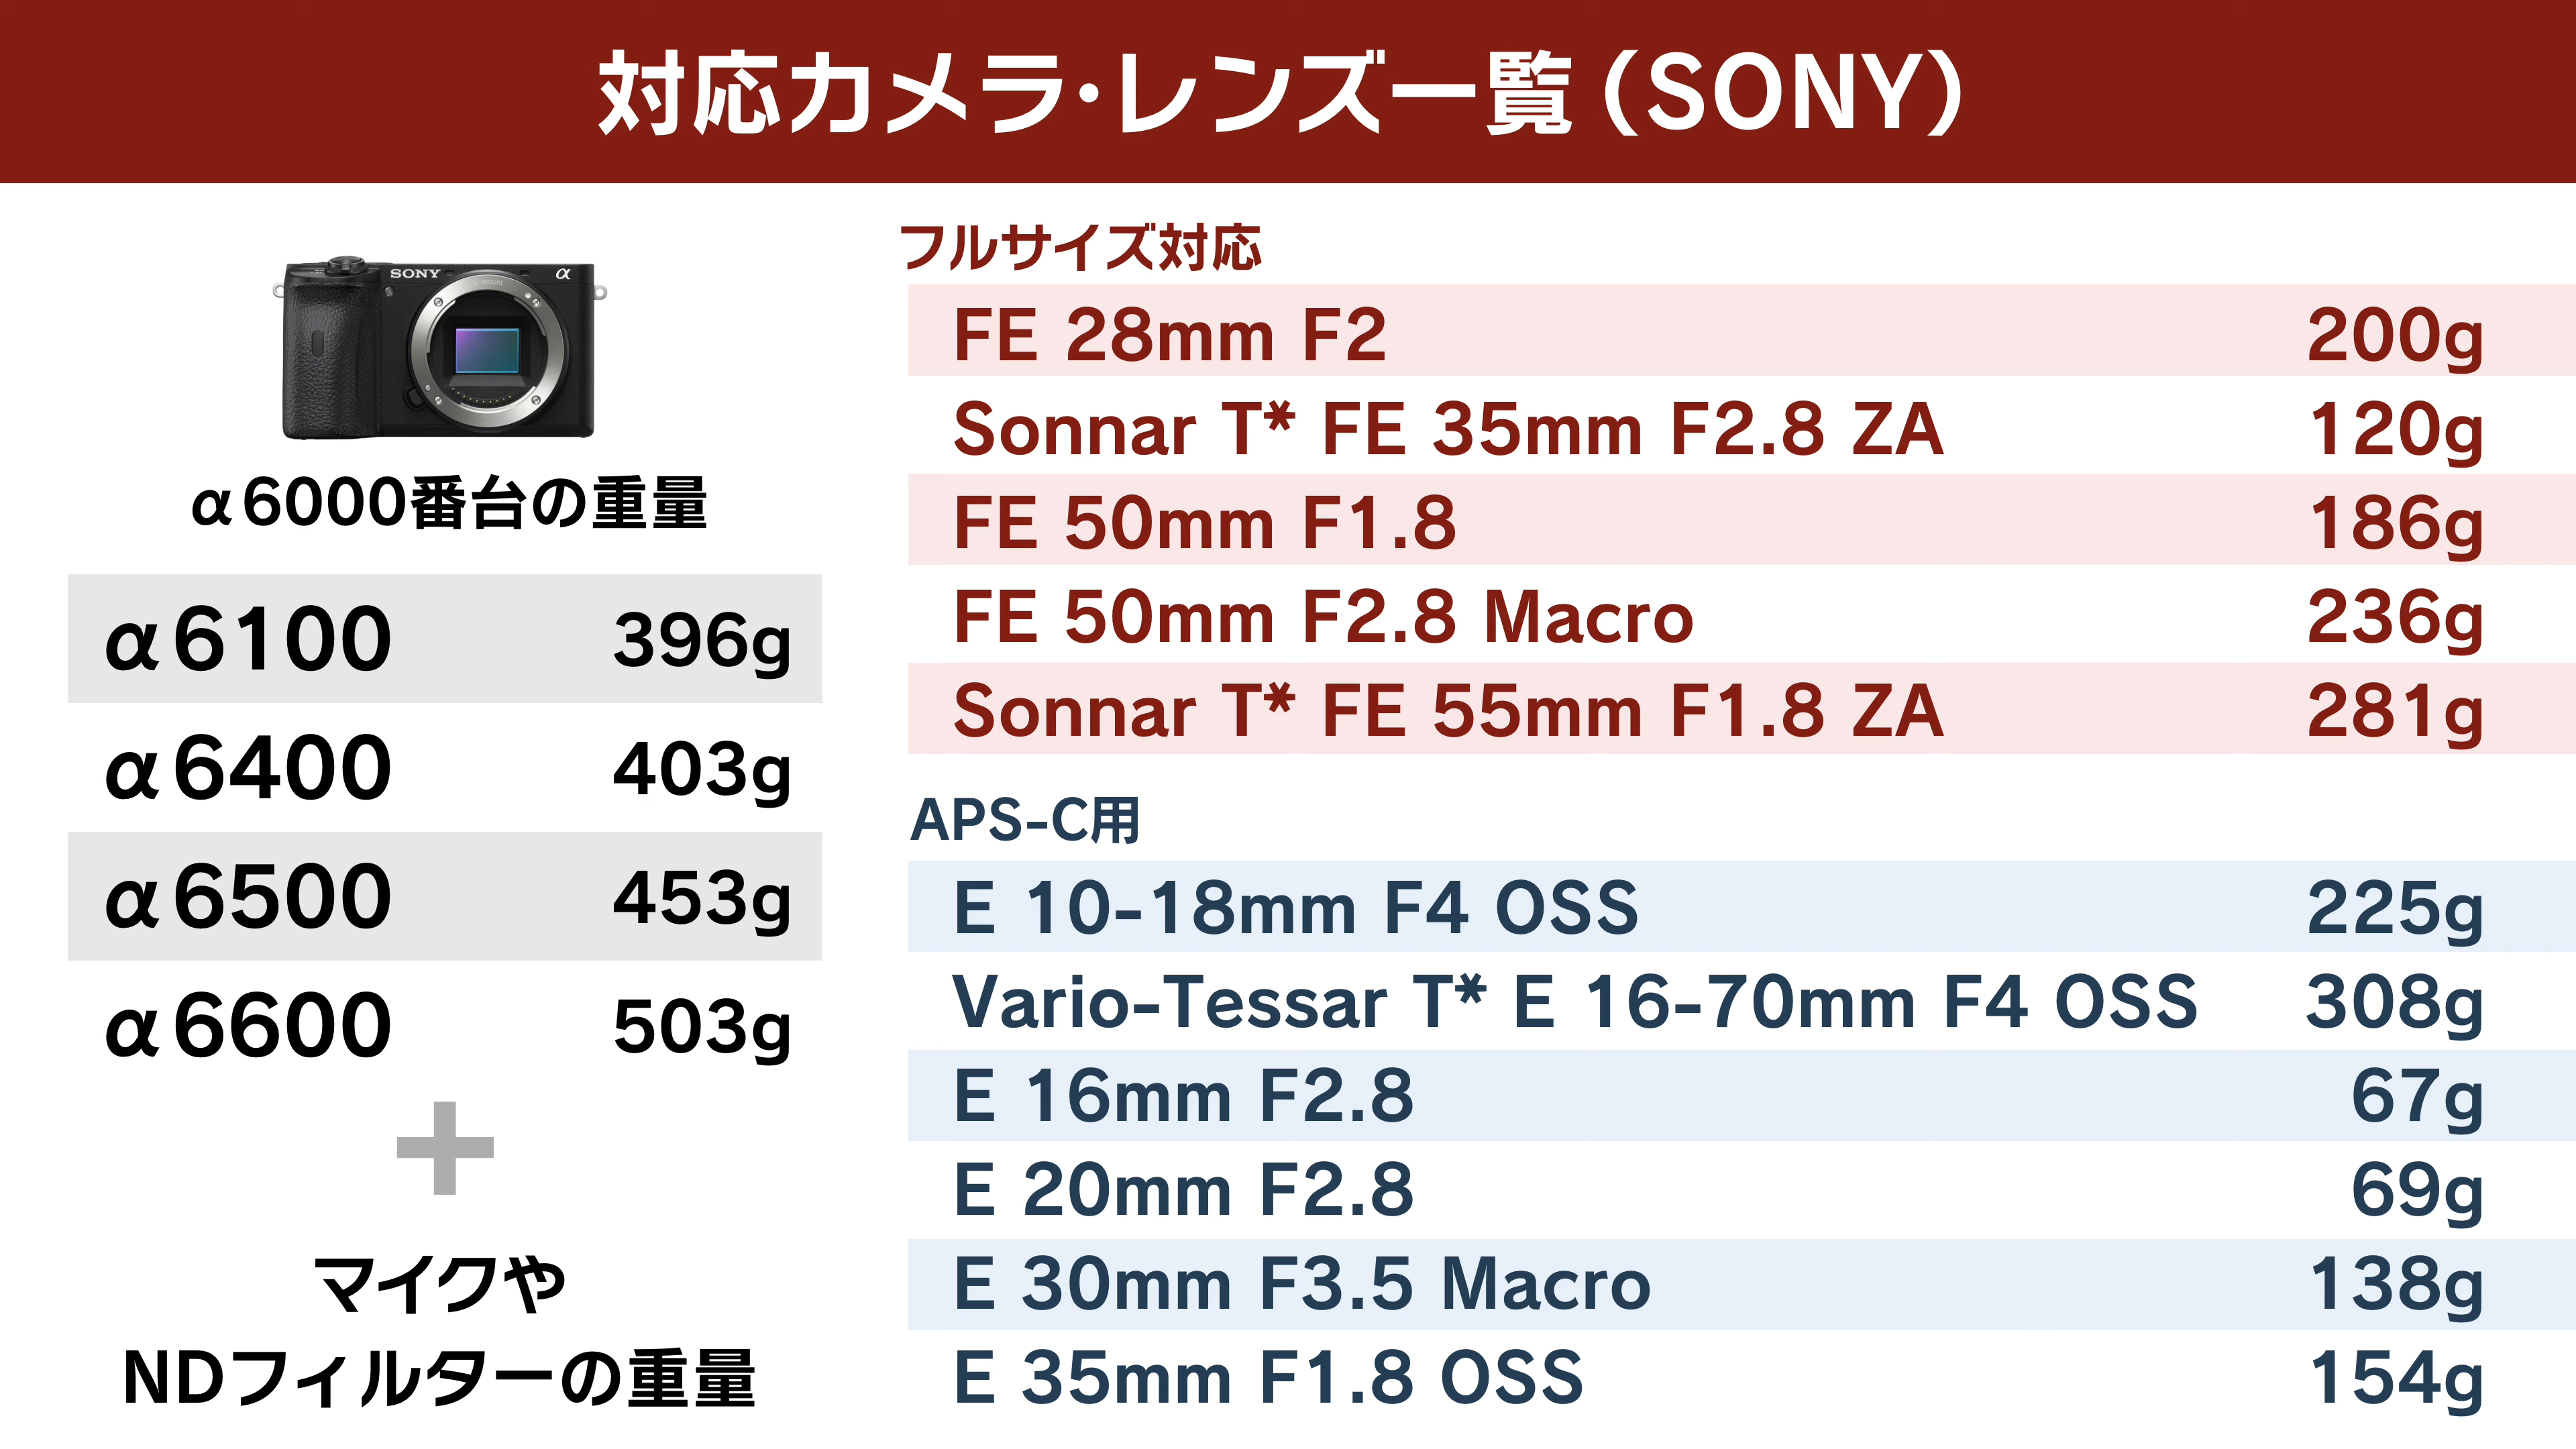 対応カメラ・レンズ一覧（SONY）
SONY α
α6000番台の重量
α6100 396g
α6400 403g
α6500 453g
α6600 503g
+
マイクや
NDフィルターの重量
フルサイズ対応
FE 28mm F2 200g
Sonnar T* FE 35mm F2.8 ZA 120g
FE 50mm F1.8 186g
FE 50mm F2.8 Macro 236g
Sonnar T* FE 55mm F1.8 ZA 281g
APS-C用
E 10-18mm F4 OSS 225g
Vario-Tessar T* E 16-70mm F4 OSS 308g
E 16mm F2.8 67g
E 20mm F2.8 69g
E 30mm F3.5 Macro 138g
E 35mm F1.8 OSS 154g